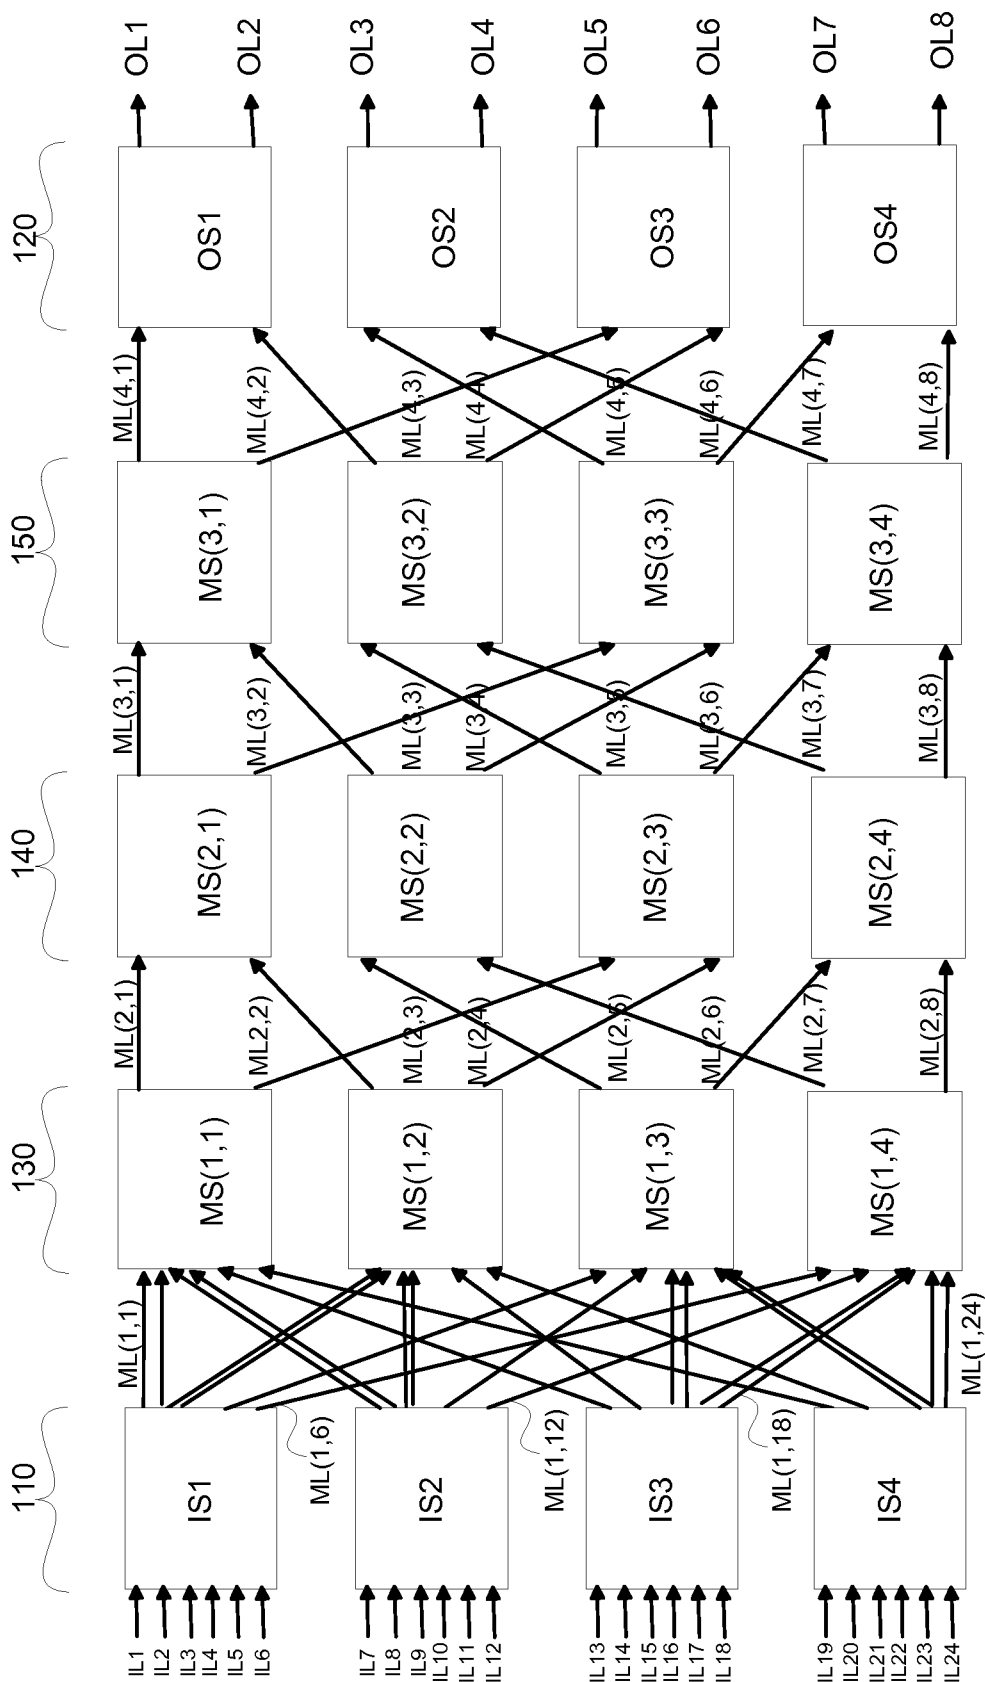 110
130
140
150
120
IL1
IL2
IL3
IL4
IL5
IL6
IS1
ML(1,1)
ML(1,6)
MS(1,1)
ML(2,1)
ML2,2)
MS(2,1)
ML(3,1)
ML(3,2)
MS(3,1)
ML(4,1)
ML(4,2)
OS1
OL1
OL2
IL7
IL8
IL9
IL10
IL11
IL12
IS2
ML(1,12)
MS(1,2)
ML(2,3)
ML(2,4)
MS(2,2)
ML(3,3)
ML(3,4)
MS(3,2)
ML(4,3)
ML(4,4)
OS2
OL3
OL4
IL13
IL14
IL15
IL16
IL17
IL18
IS3
ML(1,18)
MS(1,3)
ML(2,5)
ML(2,6)
MS(2,3)
ML(3,5)
ML(3,6)
MS(3,3)
ML(4,5)
ML(4,6)
OS3
OL5
OL6
IL19
IL20
IL21
IL22
IL23
IL24
IS4
ML(1,24)
MS(1,4)
ML(2,7)
ML(2,8)
MS(2,4)
ML(3,7)
ML(3,8)
MS(3,4)
ML(4,7)
ML(4,8)
OS4
OL7
OL8